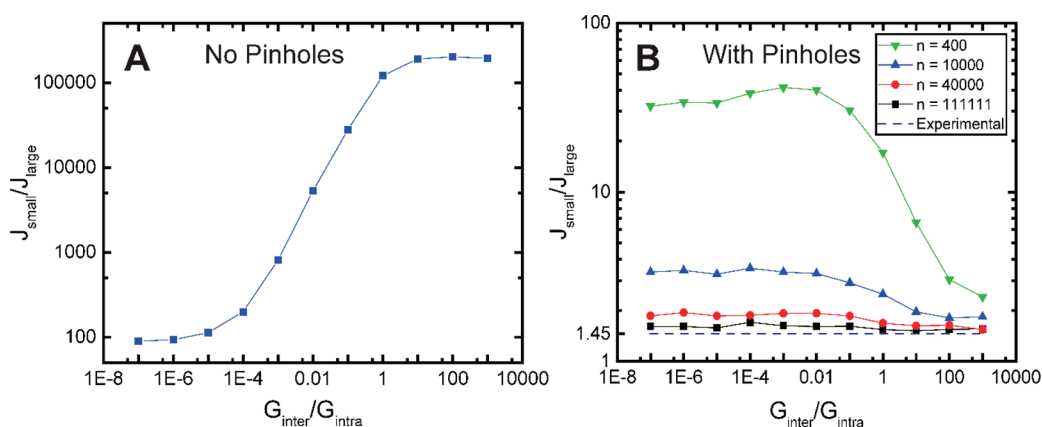 A
No Pinholes
100000
10000
1000
100
J_small/J_large
1E-8 1E-6 1E-4 0.01 1 100 10000
G_inter/G_intra
B
With Pinholes
n = 400
n = 10000
n = 40000
n = 111111
Experimental
100
10
1.45
1
J_small/J_large
1E-8 1E-6 1E-4 0.01 1 100 10000
G_inter/G_intra